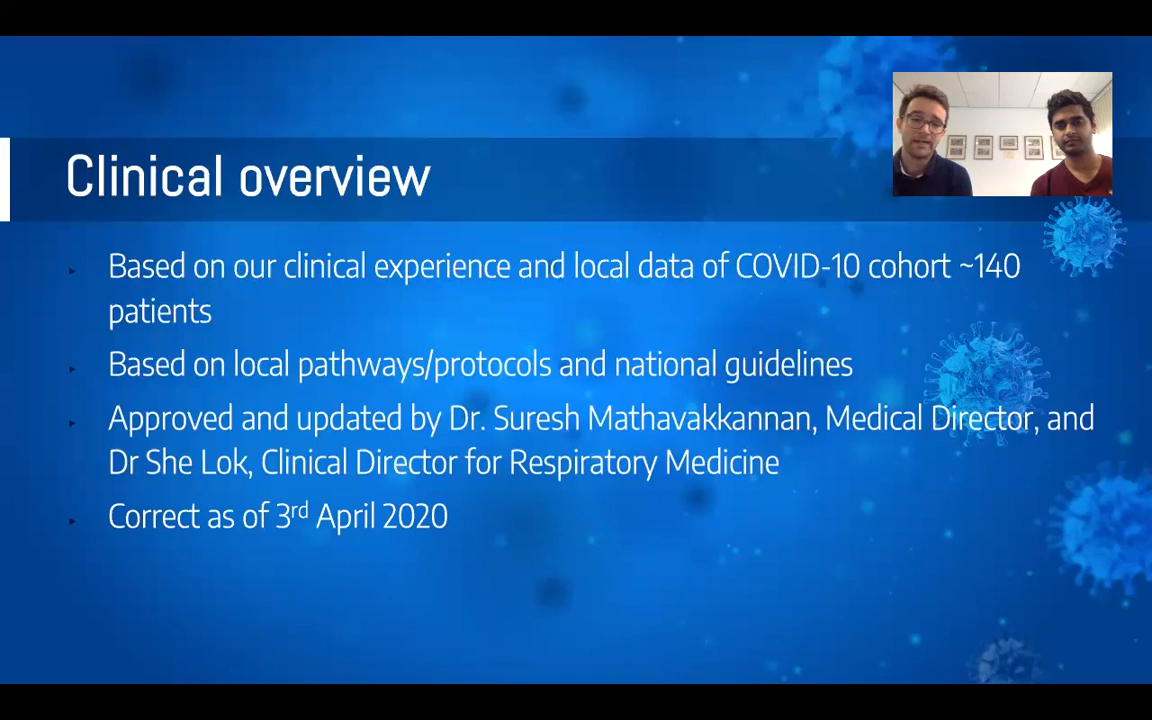 Clinical overview
Based on our clinical experience and local data of COVID-10 cohort ~140
patients
Based on local pathways/protocols and national guidelines
Approved and updated by Dr. Suresh Mathavakkannan, Medical Director, and
Dr She Lok, Clinical Director for Respiratory Medicine
Correct as of 3rd April 2020